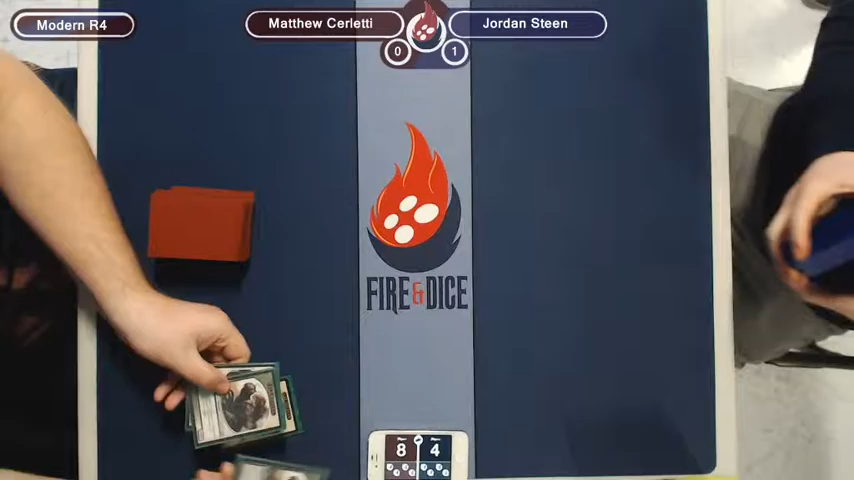 Modern R4
Matthew Cerletti
Jordan Steen
0
1
FIRE & DICE
8
4